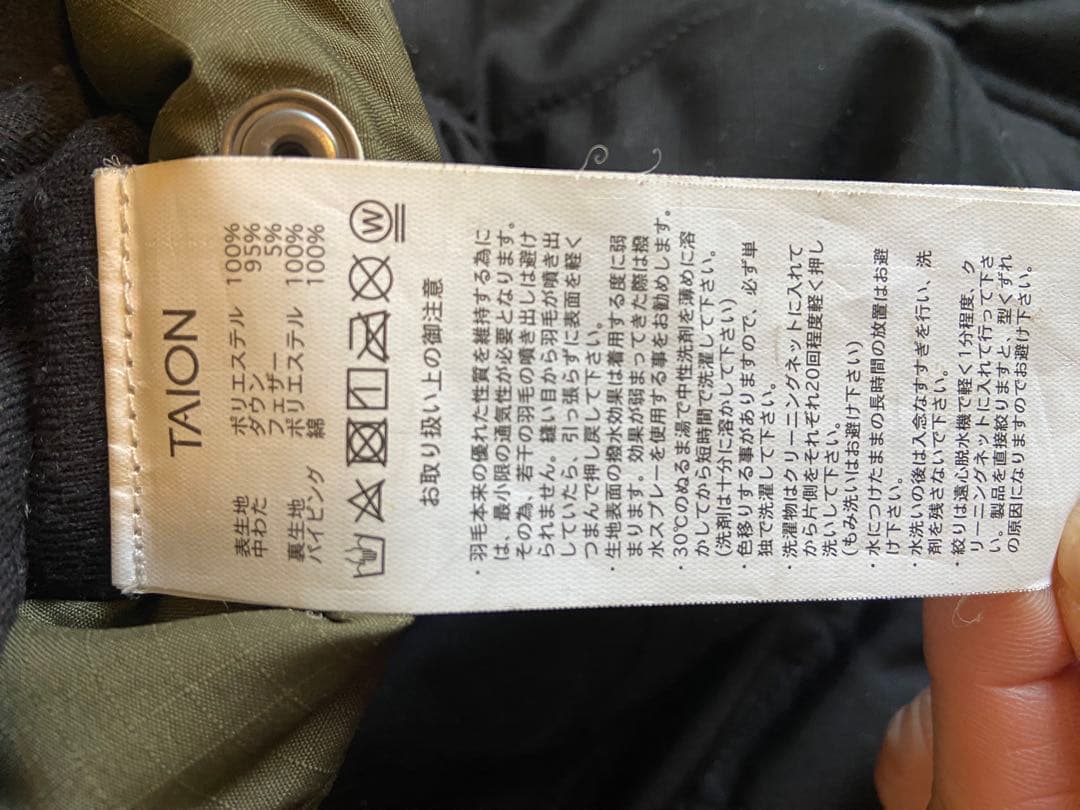 TAION
表生地 ポリエステル 100%
中わた ダウン 95%
フェザー 5%
裏生地 ポリエステル 100%
パイピング 綿 100%
W
お取り扱い上の御注意
・羽毛本来の優れた性質を維持する為に
は、最小限の通気性が必要となります。
その為、若干の羽毛の噴き出しは避け
られません。縫い目から羽毛が噴き出
していたら、引っ張らずに表面を軽く
つまんで押し戻して下さい。
・生地表面の撥水効果は着用する度に弱
まります。効果が弱まってきた際は撥
水スプレーを使用する事をお勧めします。
・30℃のぬるま湯で中性洗剤を薄めに溶
かしてから短時間で洗濯して下さい。
(洗剤は十分に溶かして下さい)
・色移りする事がありますので、必ず単
独で洗濯して下さい。
・洗濯物はクリーニングネットに入れて
から片側をそれぞれ20回程度軽く押し
洗いして下さい。
(もみ洗いはお避け下さい)
・水につけたままの長時間の放置はお避
け下さい。
・水洗いの後は入念なすすぎを行い、洗
剤を残さないで下さい。
・絞りは遠心脱水機で軽く1分程度、ク
リーニングネットに入れて行って下さ
い。製品を直接絞りますと、型くずれ
の原因になりますのでお避け下さい。